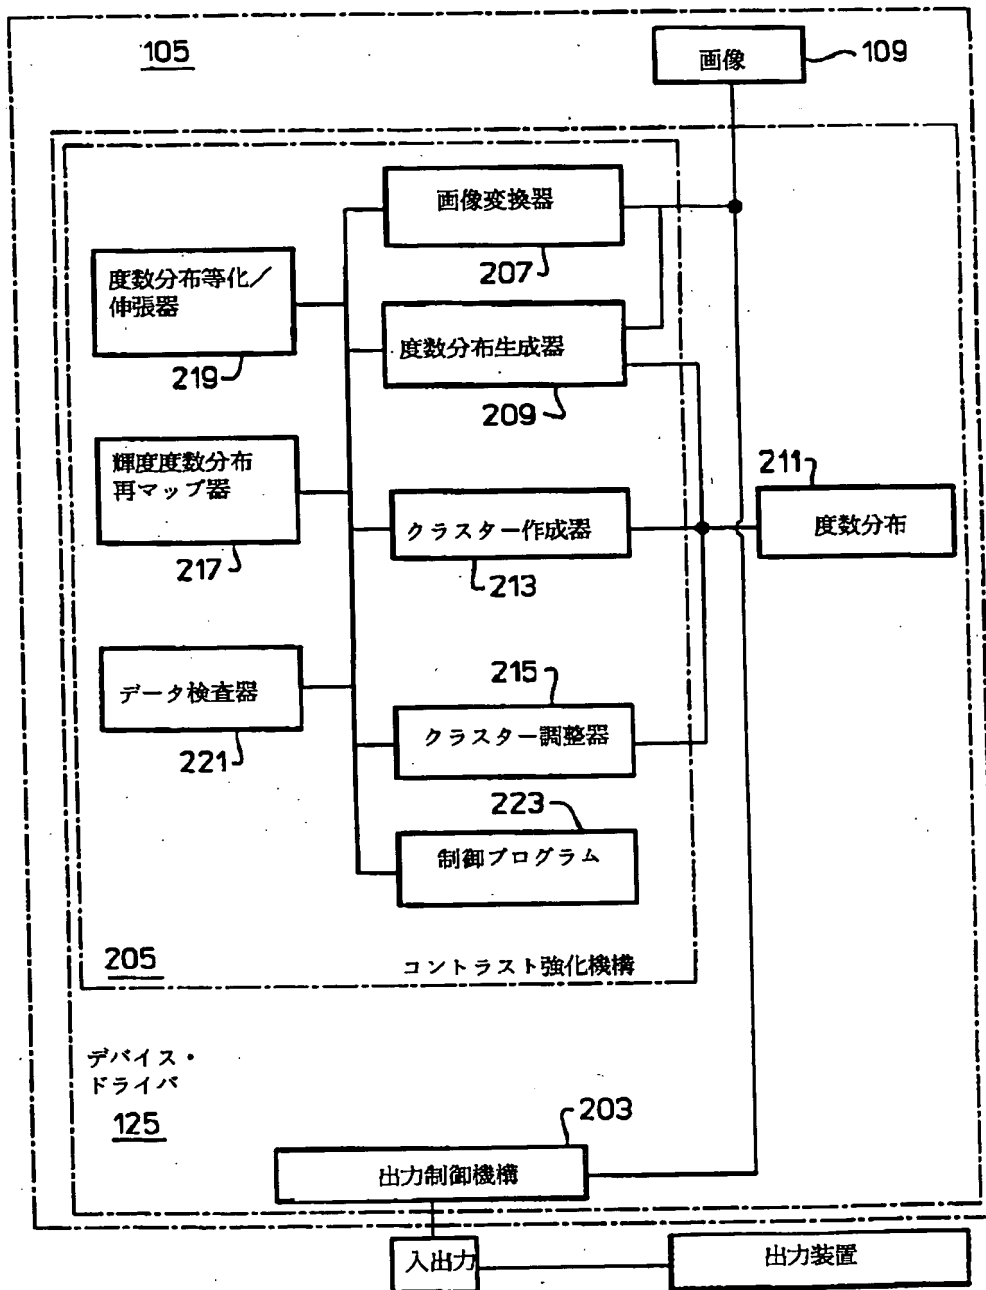 105
画像
109
画像変換器
207
度数分布等化／
伸張器
219
度数分布生成器
209
輝度度数分布
再マップ器
217
211
度数分布
クラスター作成器
213
データ検査器
221
215
クラスター調整器
223
制御プログラム
205
コントラスト強化機構
デバイス・
ドライバ
125
203
出力制御機構
入出力
出力装置